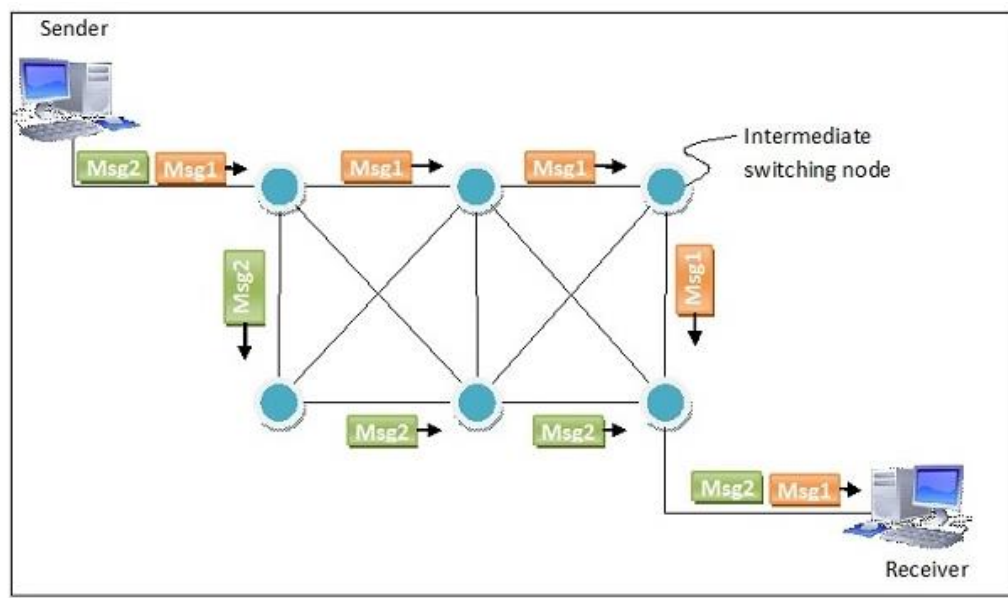 Sender
Msg2 Msg1 Msg1 Msg1
Intermediate
switching node
Msg2
Msg1
Msg2 Msg2
Msg2 Msg1
Receiver